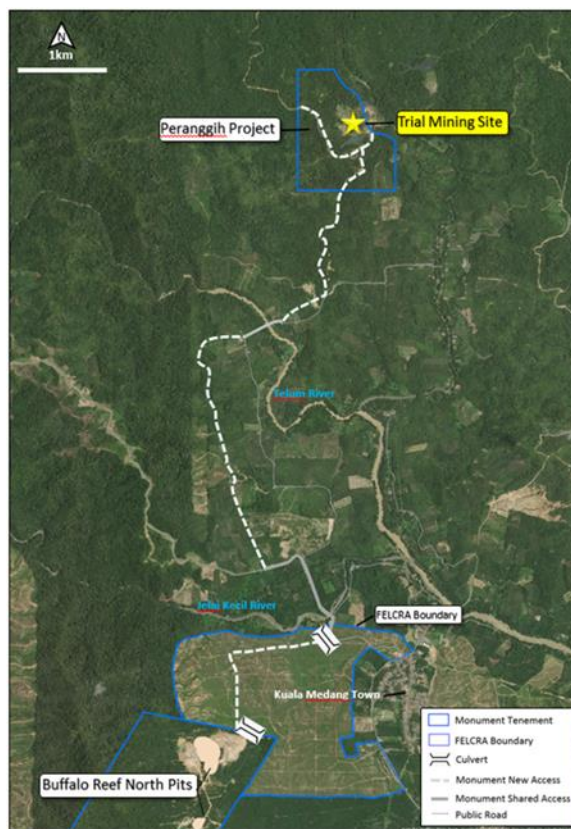 N
1km
Peranggih Project
Trial Mining Site
Telum River
Jelai Kecil River
FELCRA Boundary
Kuala Medang Town
Buffalo Reef North Pits
Monument Tenement
FELCRA Boundary
Culvert
Monument New Access
Monument Shared Access
Public Road